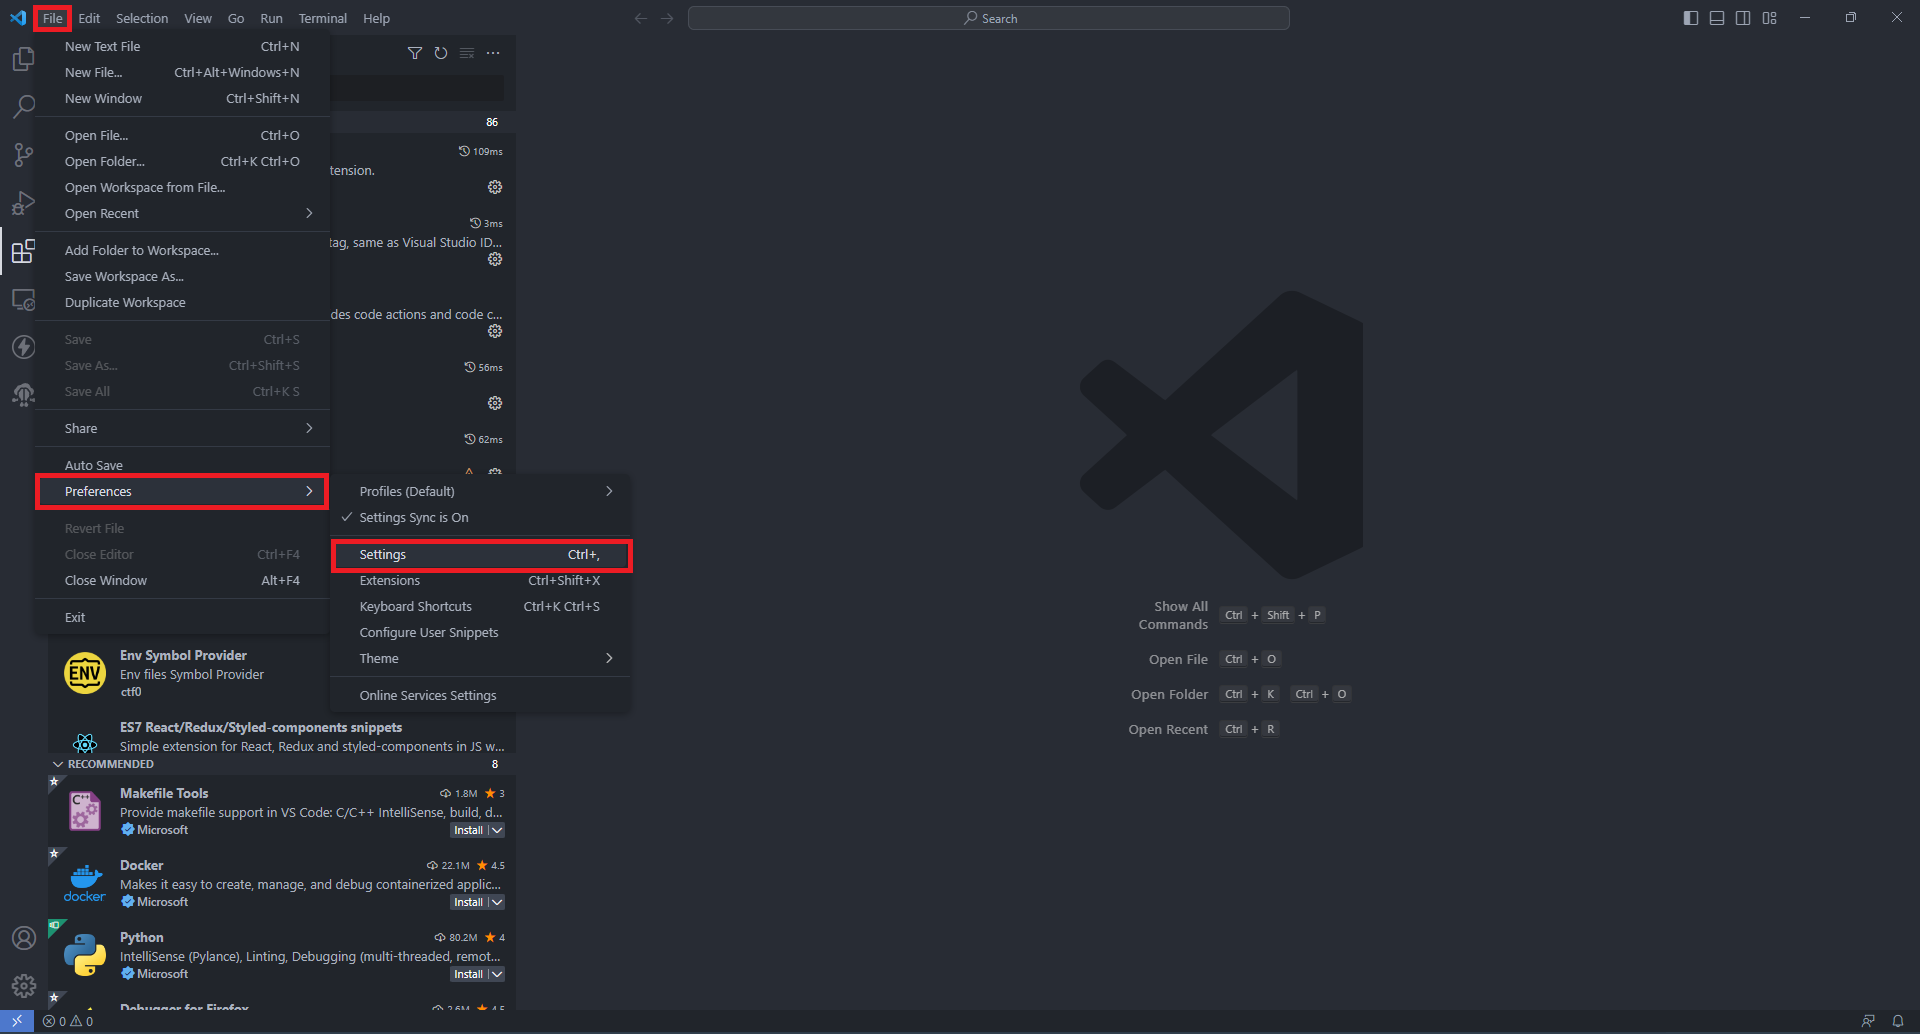 File Edit Selection View Go Run Terminal Help
Search
New Text File Ctrl+N
New File... Ctrl+Alt+Windows+N
New Window Ctrl+Shift+N
Open File... Ctrl+O
Open Folder... Ctrl+K Ctrl+O
Open Workspace from File...
Open Recent
Add Folder to Workspace...
Save Workspace As...
Duplicate Workspace
Save Ctrl+S
Save As... Ctrl+Shift+S
Save All Ctrl+K S
Share
Auto Save
Preferences
Revert File
Close Editor Ctrl+F4
Close Window Alt+F4
Exit
86
109ms
tension.
3ms
tag, same as Visual Studio ID...
des code actions and code c...
56ms
62ms
Profiles (Default)
Settings Sync is On
Settings Ctrl+,
Extensions Ctrl+Shift+X
Keyboard Shortcuts Ctrl+K Ctrl+S
Configure User Snippets
Theme
Online Services Settings
ENV
Env Symbol Provider
Env files Symbol Provider
ctf0
ES7 React/Redux/Styled-components snippets
Simple extension for React, Redux and styled-components in JS w...
RECOMMENDED 8
C++
Makefile Tools 1.8M 3
Provide makefile support in VS Code: C/C++ IntelliSense, build, d...
Microsoft Install
docker
Docker 22.1M 4.5
Makes it easy to create, manage, and debug containerized applic...
Microsoft Install
Python 80.2M 4
IntelliSense (Pylance), Linting, Debugging (multi-threaded, remot...
Microsoft Install
Debugger for Firefox 2.6M 4.5
0 0
Show All
Commands Ctrl + Shift + P
Open File Ctrl + O
Open Folder Ctrl + K Ctrl + O
Open Recent Ctrl + R